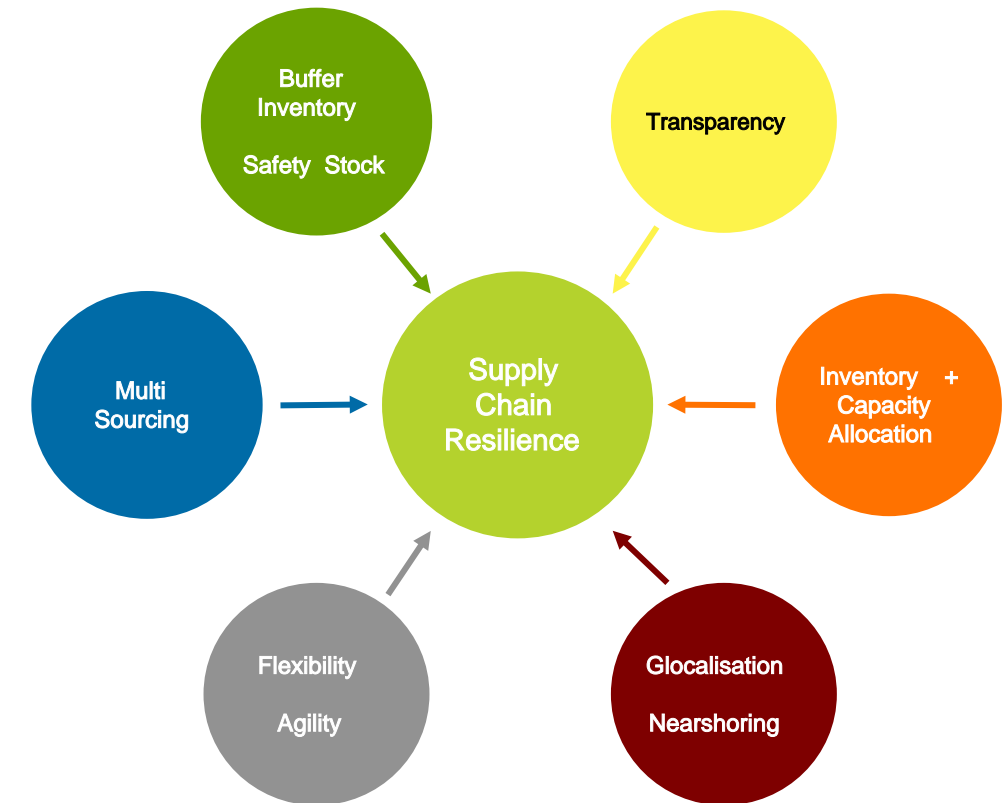 Buffer
Inventory
Safety Stock
Transparency
Multi
Sourcing
Supply
Chain
Resilience
Inventory +
Capacity
Allocation
Flexibility
Agility
Glocalisation
Nearshoring